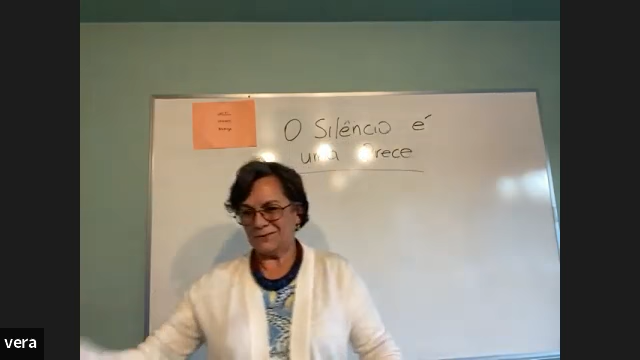 O Silêncio é
uma Prece
vera